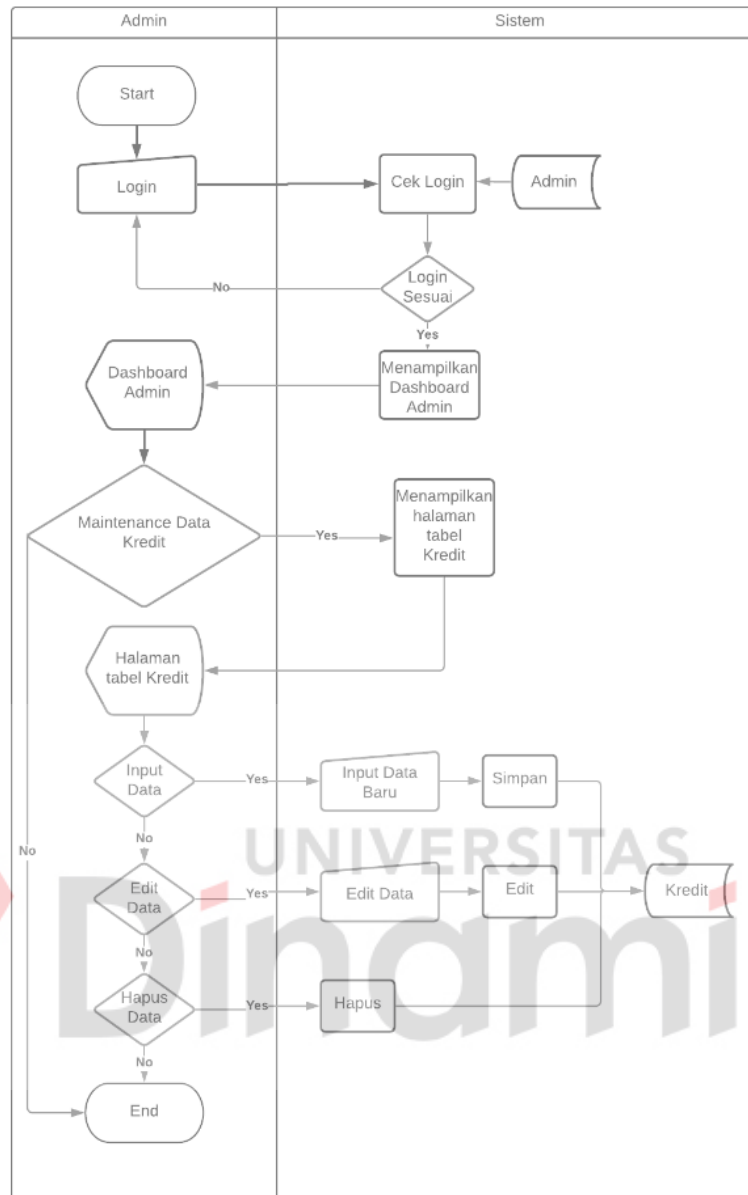 Admin
Sistem
Start
Login
Cek Login
Admin
Login
Sesuai
No
Yes
Dashboard
Admin
Menampilkan
Dashboard
Admin
Maintenance Data
Kredit
Yes
Menampilkan
halaman
tabel
Kredit
Halaman
tabel Kredit
Input
Data
Yes
Input Data
Baru
Simpan
No
No
UNIVERSITAS
Dinami
Edit
Data
Yes
Edit Data
Edit
Kredit
No
Hapus
Data
Yes
Hapus
No
End